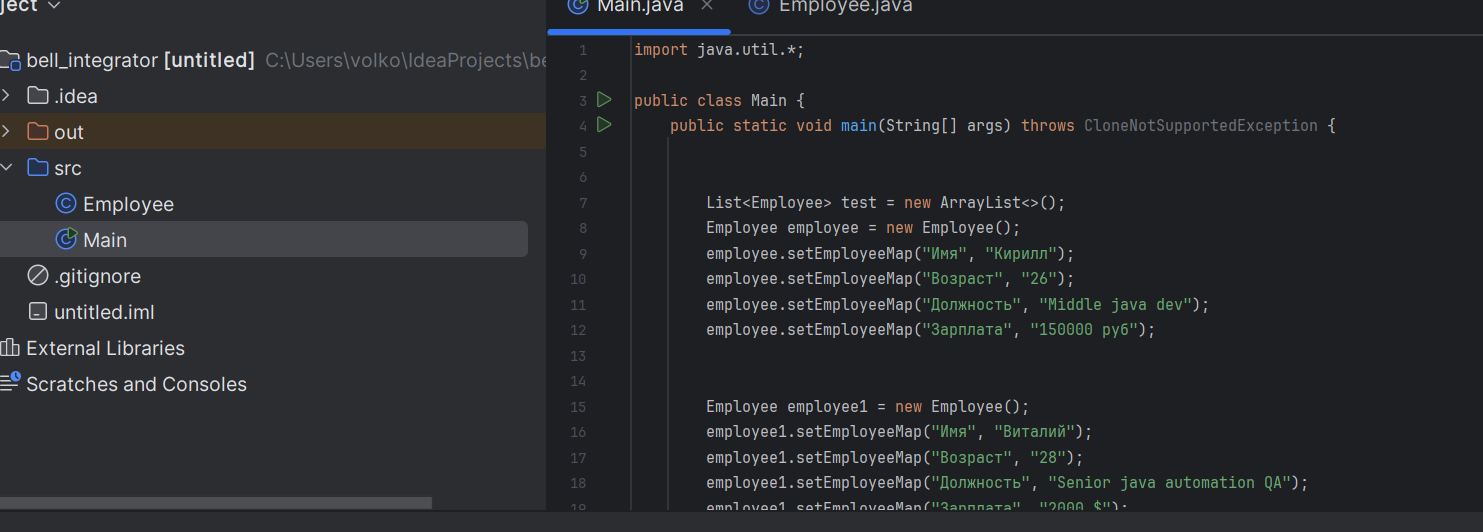 ject
Main.java
Employee.java
bell_integrator [untitled] C:\Users\volko\IdeaProjects\be
.idea
out
src
Employee
Main
.gitignore
untitled.iml
External Libraries
Scratches and Consoles
1 import java.util.*;
2
3 public class Main {
4 public static void main(String[] args) throws CloneNotSupportedException {
5
6
7 List<Employee> test = new ArrayList<>();
8 Employee employee = new Employee();
9 employee.setEmployeeMap("Имя", "Кирилл");
10 employee.setEmployeeMap("Возраст", "26");
11 employee.setEmployeeMap("Должность", "Middle java dev");
12 employee.setEmployeeMap("Зарплата", "150000 руб");
13
14
15 Employee employee1 = new Employee();
16 employee1.setEmployeeMap("Имя", "Виталий");
17 employee1.setEmployeeMap("Возраст", "28");
18 employee1.setEmployeeMap("Должность", "Senior java automation QA");
19 employee1.setEmployeeMap("Зарплата", "2000 $");